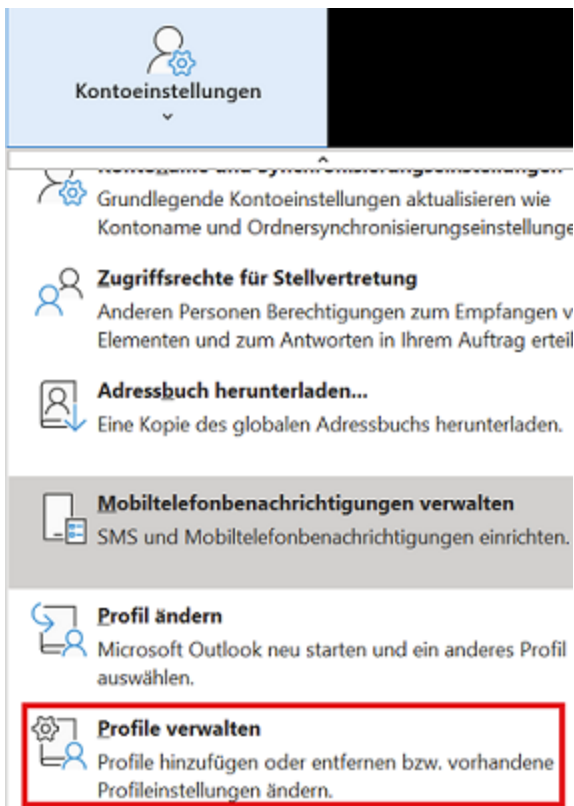 Kontoeinstellungen
Grundlegende Kontoeinstellungen aktualisieren wie
Kontoname und Ordnersynchronisierungseinstellunge
Zugriffsrechte für Stellvertretung
Anderen Personen Berechtigungen zum Empfangen v
Elementen und zum Antworten in Ihrem Auftrag erteil
Adressbuch herunterladen...
Eine Kopie des globalen Adressbuchs herunterladen.
Mobiltelefonbenachrichtigungen verwalten
SMS und Mobiltelefonbenachrichtigungen einrichten.
Profil ändern
Microsoft Outlook neu starten und ein anderes Profil
auswählen.
Profile verwalten
Profile hinzufügen oder entfernen bzw. vorhandene
Profileinstellungen ändern.